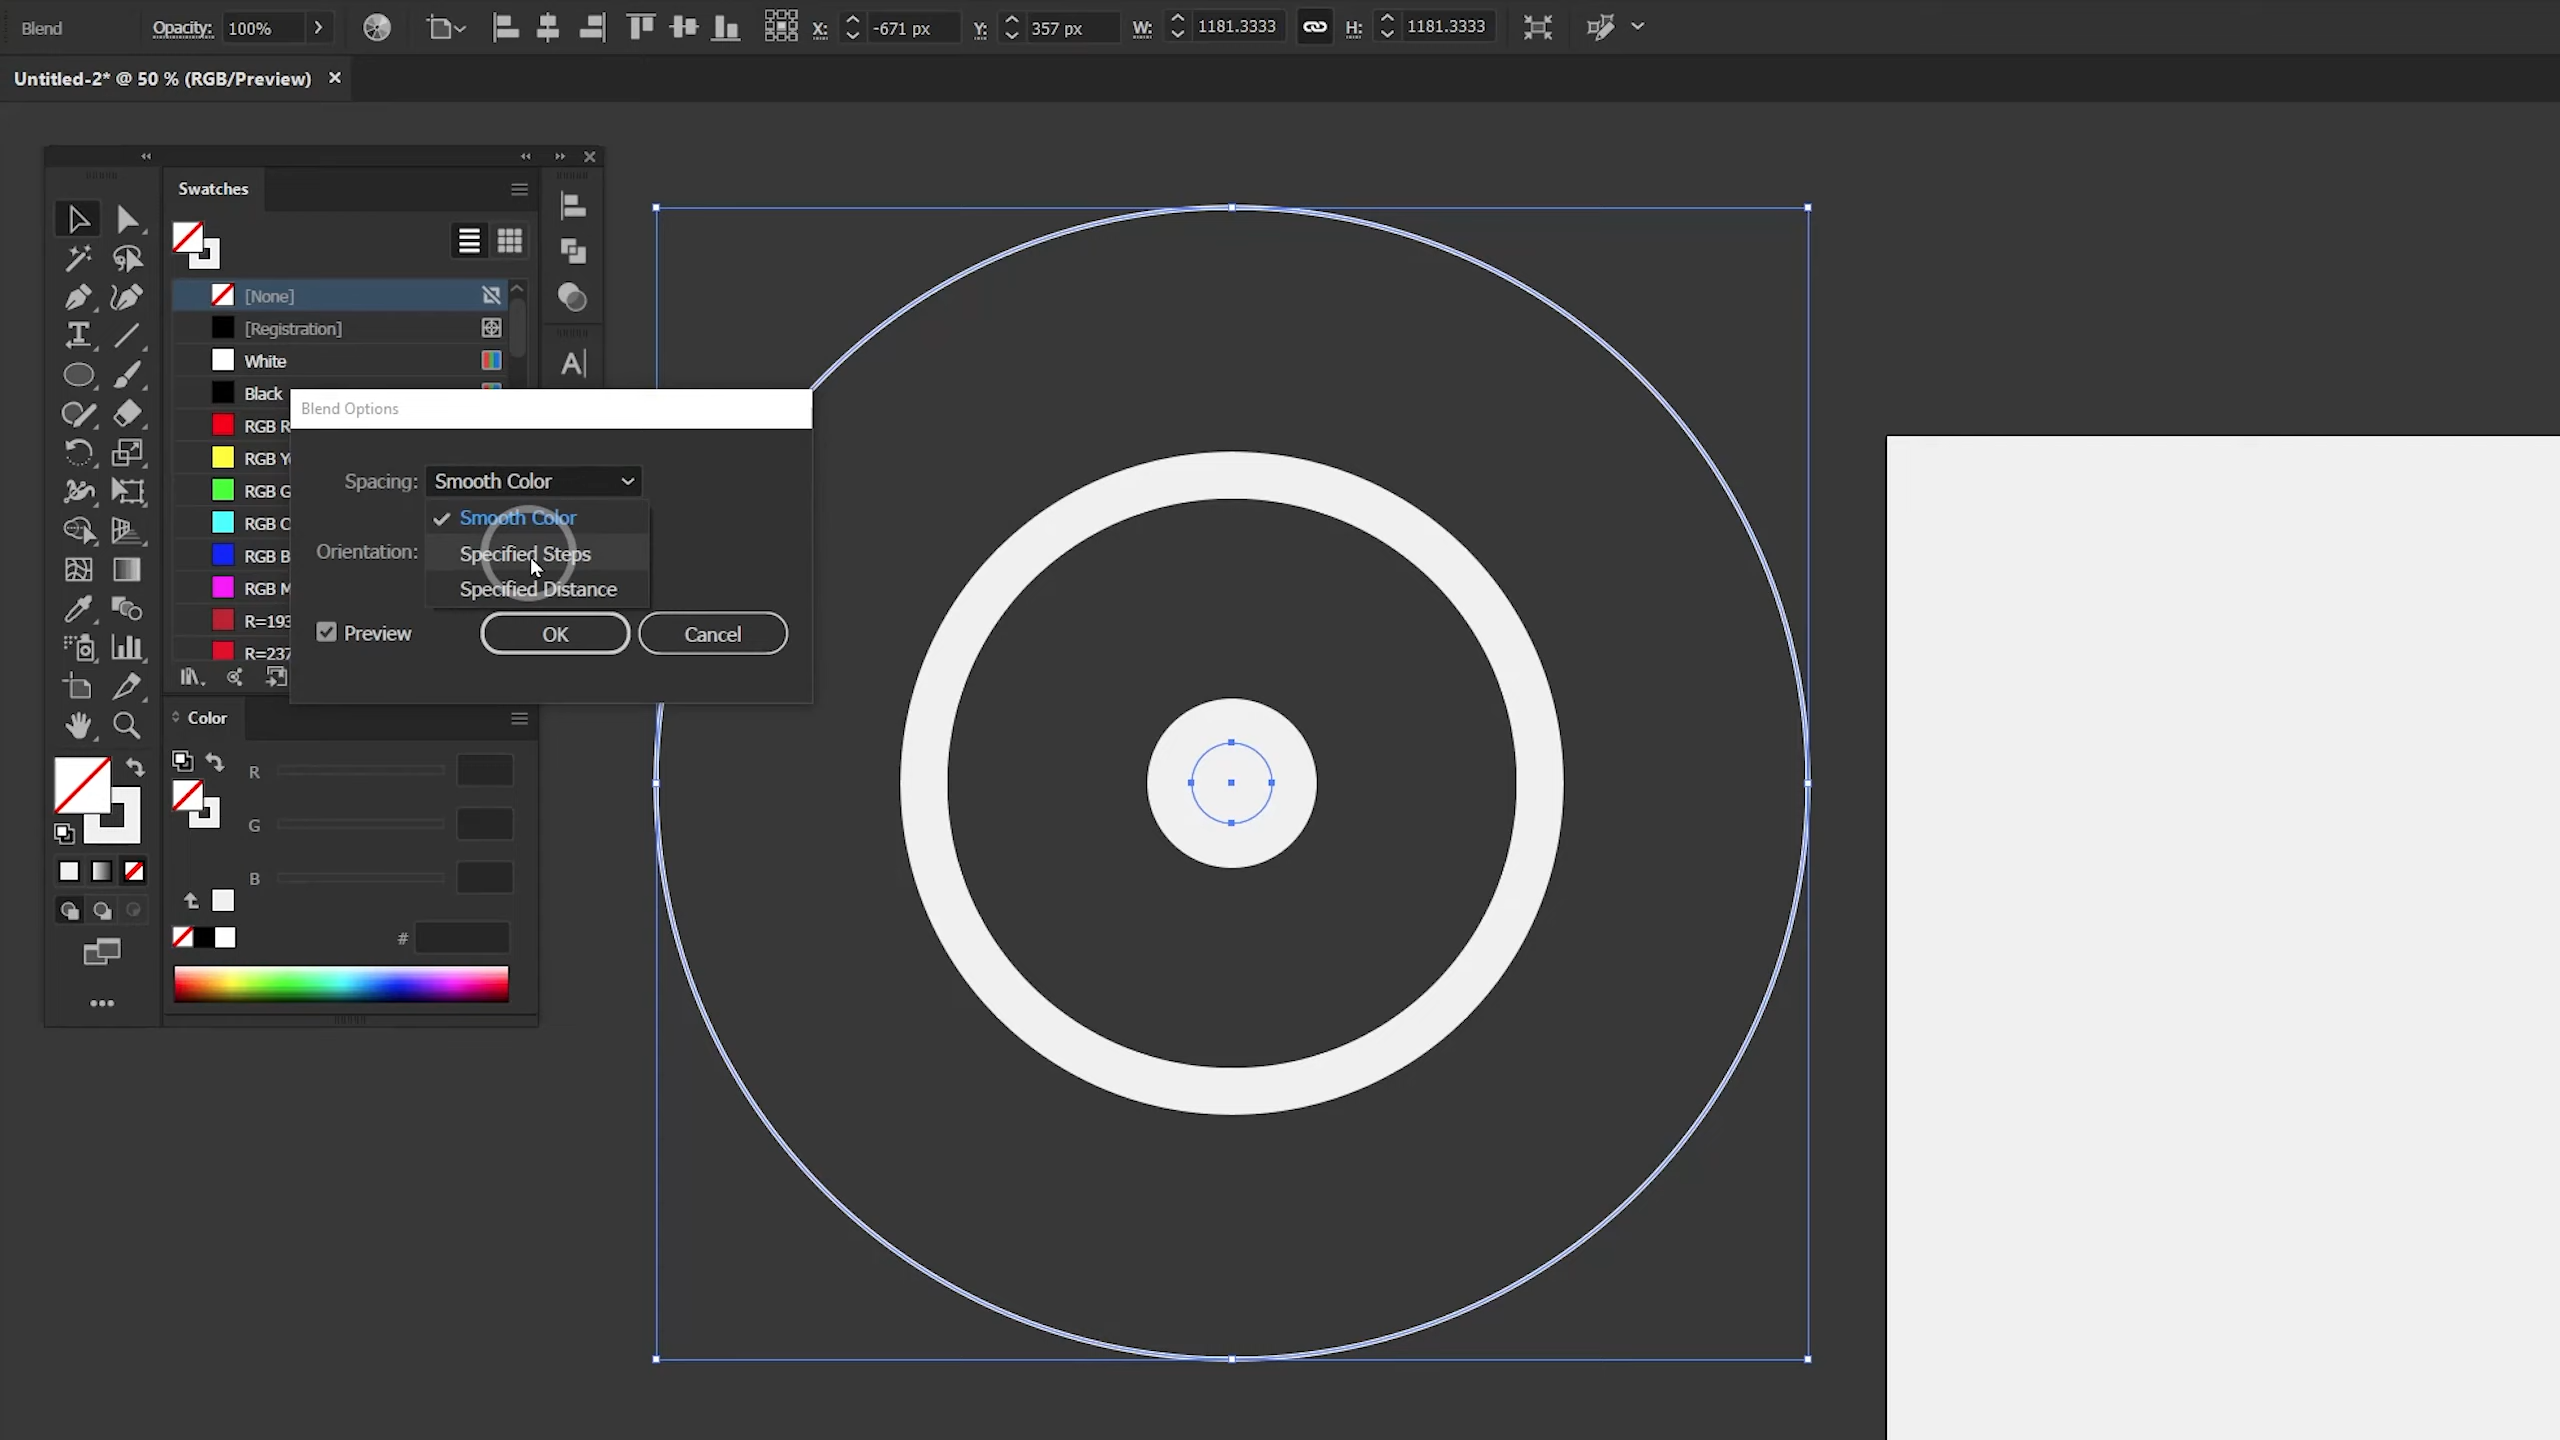 Blend Opacity: 100% X: -671 px Y: 357 px W: 1181.3333 H: 1181.3333
Untitled-2* @ 50 % (RGB/Preview) ×
Swatches
[None]
[Registration]
White
Black
RGB R
RGB Y
RGB G
RGB C
RGB B
RGB M
R=193
R=237
Blend Options
Spacing: Smooth Color
Smooth Color
Specified Steps
Specified Distance
Orientation:
Preview OK Cancel
Color
R
G
B
#